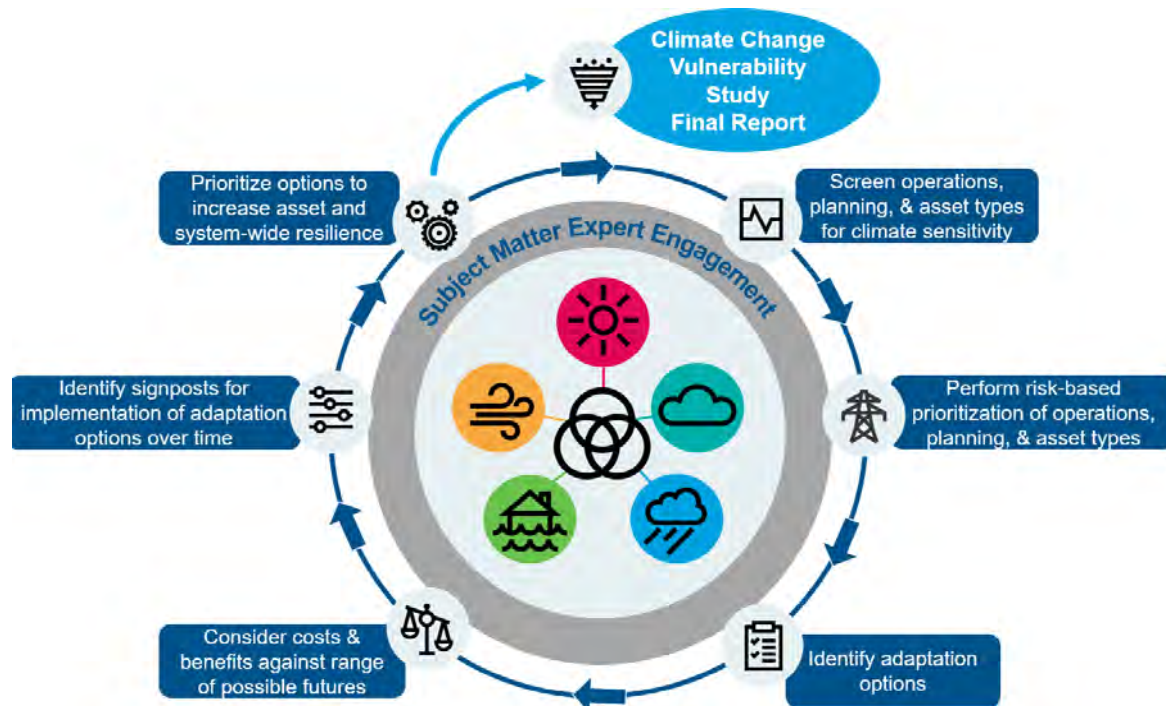 Climate Change
Vulnerability
Study
Final Report
Prioritize options to
increase asset and
system-wide resilience
Screen operations,
planning, & asset types
for climate sensitivity
Subject Matter Expert Engagement
Identify signposts for
implementation of adaptation
options over time
Perform risk-based
prioritization of operations,
planning, & asset types
Consider costs &
benefits against range
of possible futures
Identify adaptation
options